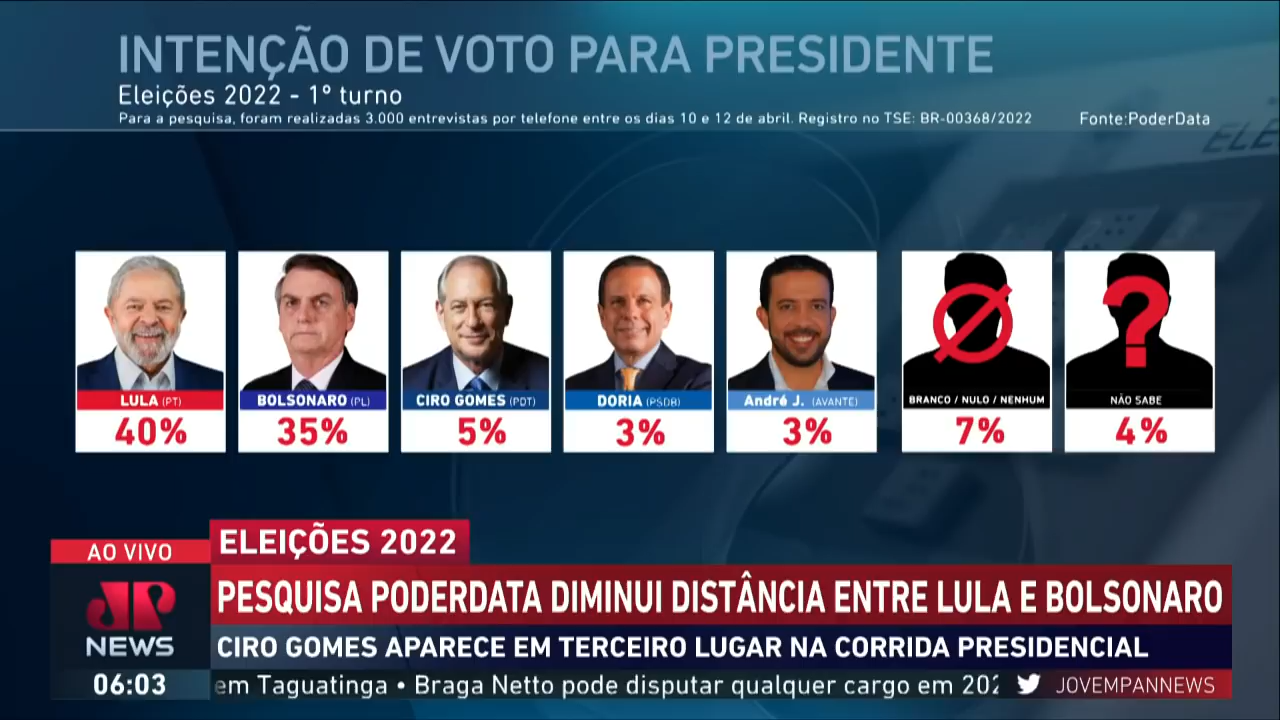 INTENÇÃO DE VOTO PARA PRESIDENTE
Eleições 2022 - 1º turno
Para a pesquisa, foram realizadas 3.000 entrevistas por telefone entre os dias 10 e 12 de abril. Registro no TSE: BR-00368/2022
Fonte:PoderData
ELE
LULA (PT)
40%
BOLSONARO (PL)
35%
CIRO GOMES (PDT)
5%
DORIA (PSDB)
3%
André J. (AVANTE)
3%
BRANCO / NULO / NENHUM
7%
?
NÃO SABE
4%
ELEIÇÕES 2022
AO VIVO
PESQUISA PODERDATA DIMINUI DISTÂNCIA ENTRE LULA E BOLSONARO
JP
NEWS
CIRO GOMES APARECE EM TERCEIRO LUGAR NA CORRIDA PRESIDENCIAL
06:03
em Taguatinga • Braga Netto pode disputar qualquer cargo em 202
JOVEMPANNEWS